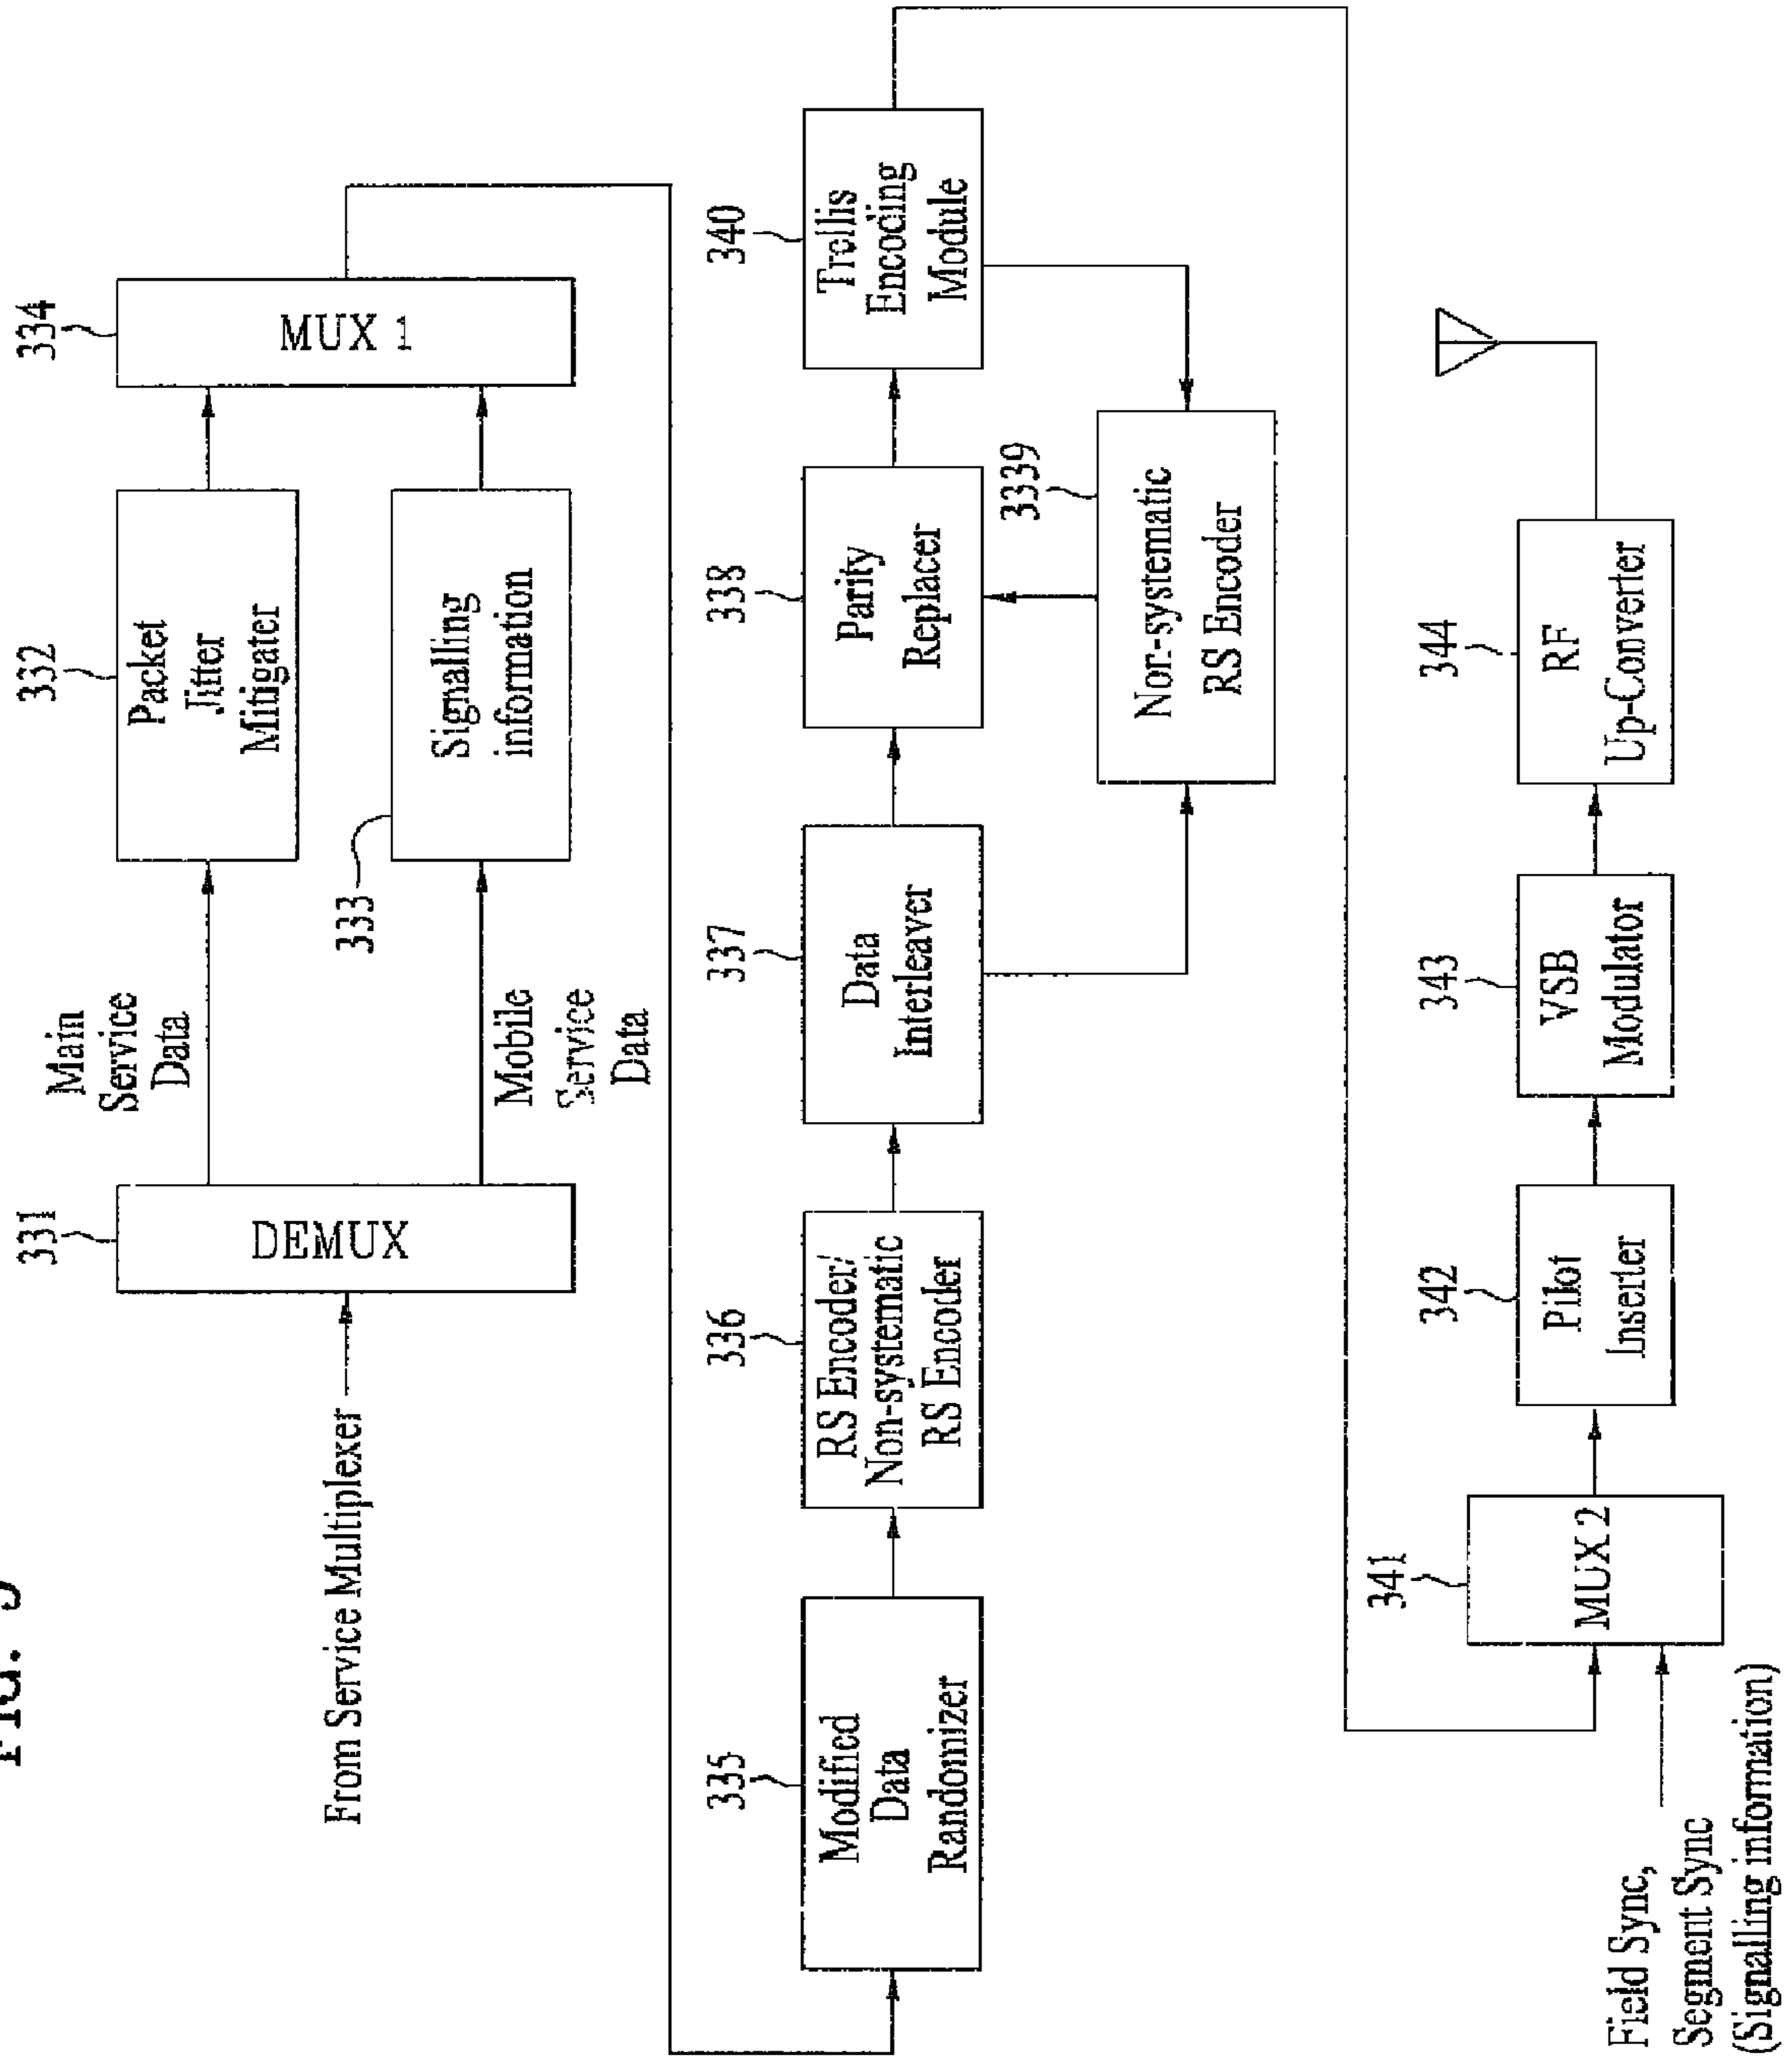 From Service Multiplexer
331
DEMUX
Main
Service
Data
Mobile
Service
Data
332
Packet
Jitter
Mitigater
333
Signalling
information
334
MUX 1
335
Modified
Data
Randomizer
336
RS Encoder/
Non-systematic
RS Encoder
337
Data
Interleaver
338
Parity
Replacer
3339
Non-systematic
RS Encoder
340
Trellis
Encoding
Module
Field Sync,
Segment Sync
(Signalling information)
341
MUX 2
342
Pilot
Inserter
343
VSB
Modulator
344
RF
Up-Converter